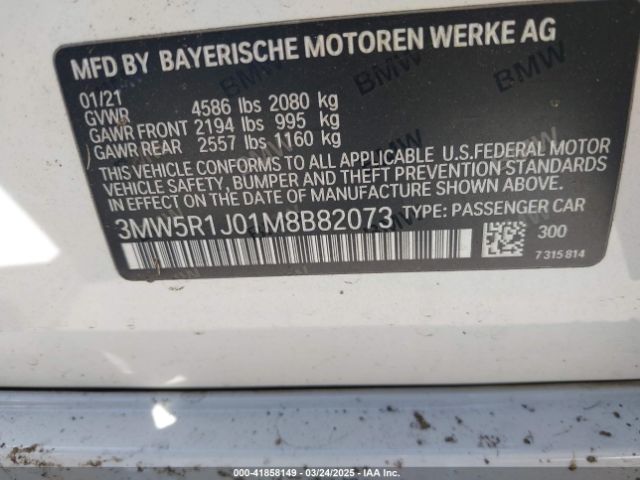 MFD BY BAYERISCHE MOTOREN WERKE AG
01/21
GVWR 4586 lbs 2080 kg
GAWR FRONT 2194 lbs 995 kg
GAWR REAR 2557 lbs 1160 kg
THIS VEHICLE CONFORMS TO ALL APPLICABLE U.S.FEDERAL MOTOR
VEHICLE SAFETY, BUMPER AND THEFT PREVENTION STANDARDS
IN EFFECT ON THE DATE OF MANUFACTURE SHOWN ABOVE.
3MW5R1J01M8B82073 TYPE: PASSENGER CAR
300
7 315 814
000-41858149 - 03/24/2025 - IAA Inc.